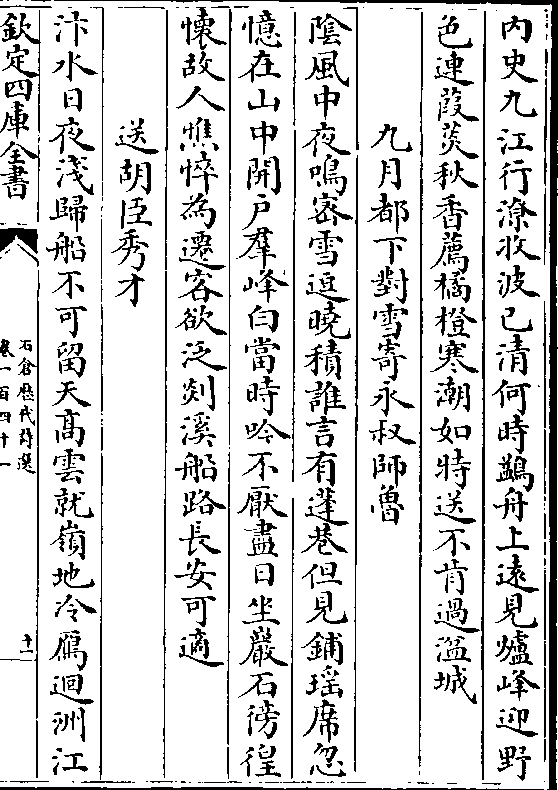 内史九江行潦收波已清何時鷁舟上遠見爐峰迎野
色連葭菼秋香薦橘橙寒潮如特送不肯過湓城
九月都下對雪寄永叔師魯
陰風中夜鳴密雪逗曉積誰言有蓬巷但見鋪瑶席忽
憶在山中開戸羣峰白當時吟不厭盡日坐巖石徬徨
懷故人憔悴為遷客欲泛剡溪船路長安可適
送胡臣秀才
汴水日夜淺歸船不可留天髙雲就嶺地冷鴈迴洲江
欽定四庫全書
石倉歴代詩選
卷一百四十一
十一